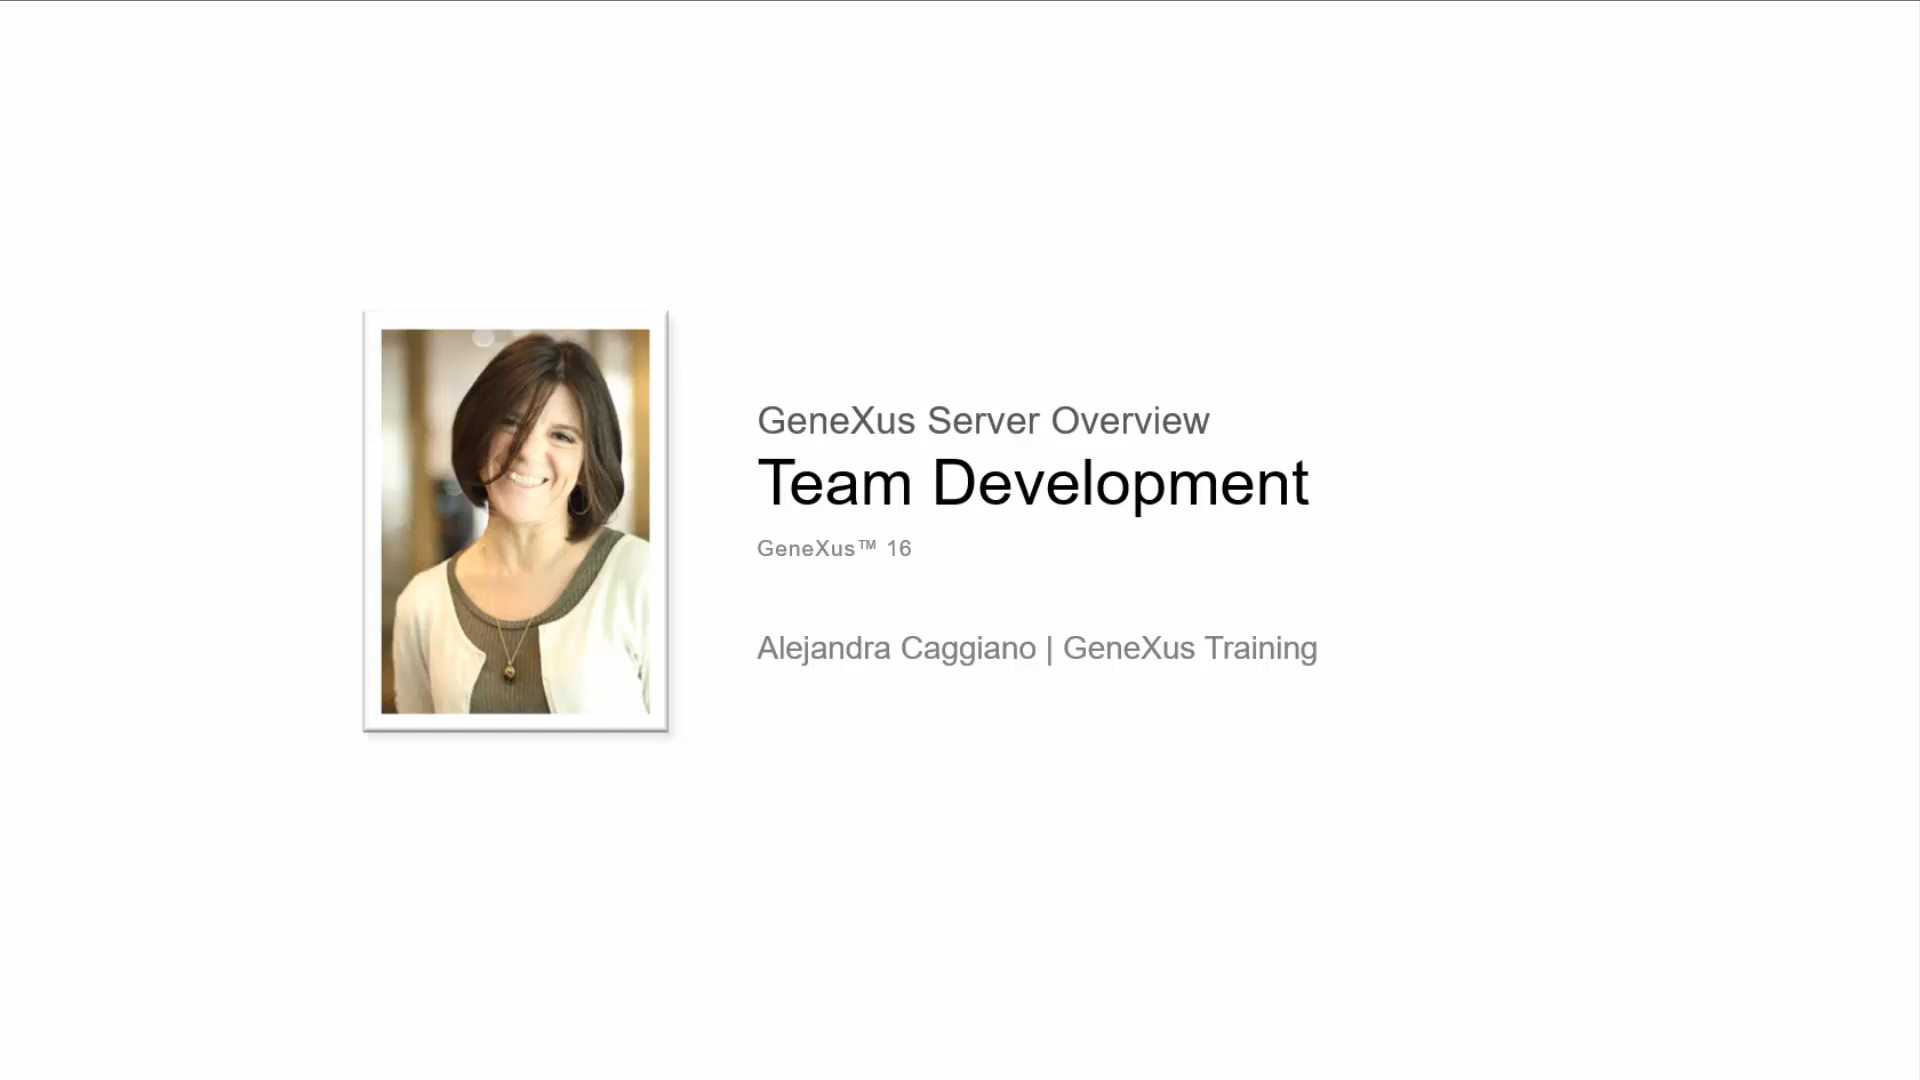 GeneXus Server Overview
Team Development
GeneXus™ 16
Alejandra Caggiano | GeneXus Training